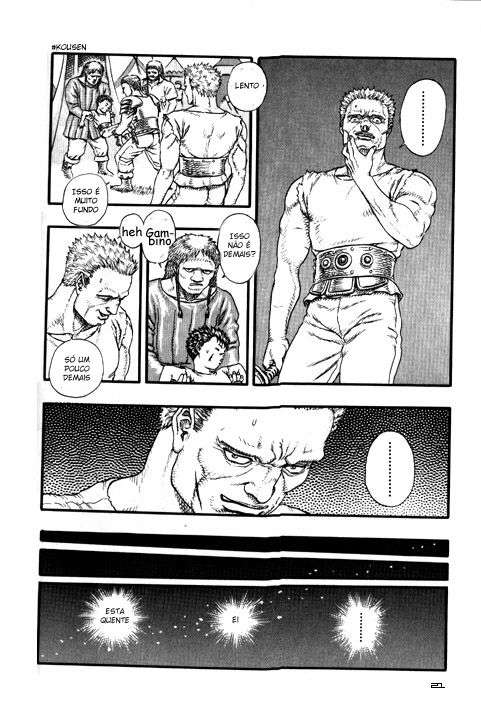 #KOUSEN
.........
LENTO
ISSO É
MUITO
FUNDO
ISSO
NÃO É
DEMAIS?
heh Gam-
bino
SÓ UM
POUCO
DEMAIS
.........
.........
EI
ESTA
QUENTE
21